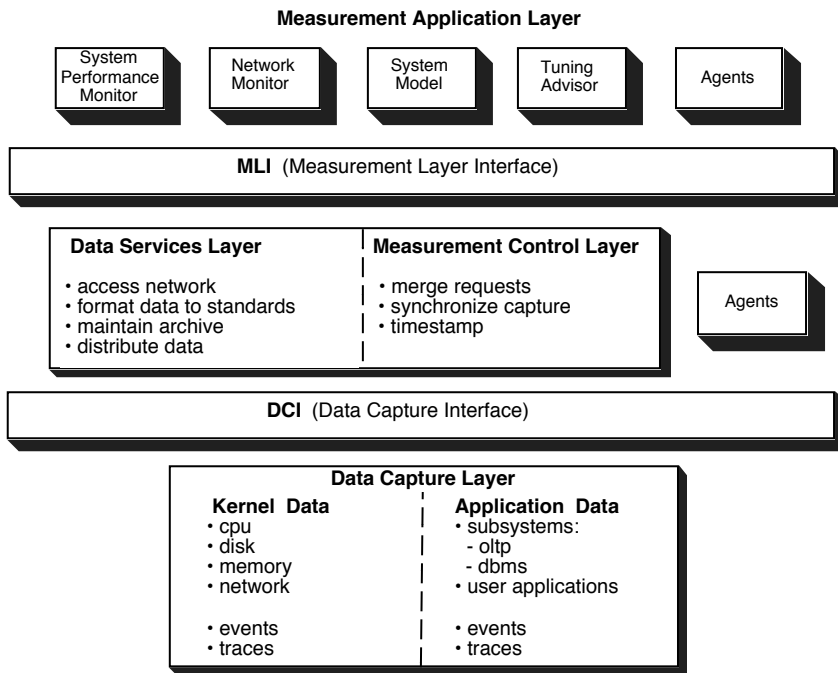 Measurement Application Layer
System
Performance
Monitor
Network
Monitor
System
Model
Tuning
Advisor
Agents
MLI (Measurement Layer Interface)
Data Services Layer
• access network
• format data to standards
• maintain archive
• distribute data
Measurement Control Layer
• merge requests
• synchronize capture
• timestamp
Agents
DCI (Data Capture Interface)
Data Capture Layer
Kernel Data
• cpu
• disk
• memory
• network
• events
• traces
Application Data
• subsystems:
- oltp
- dbms
• user applications
• events
• traces